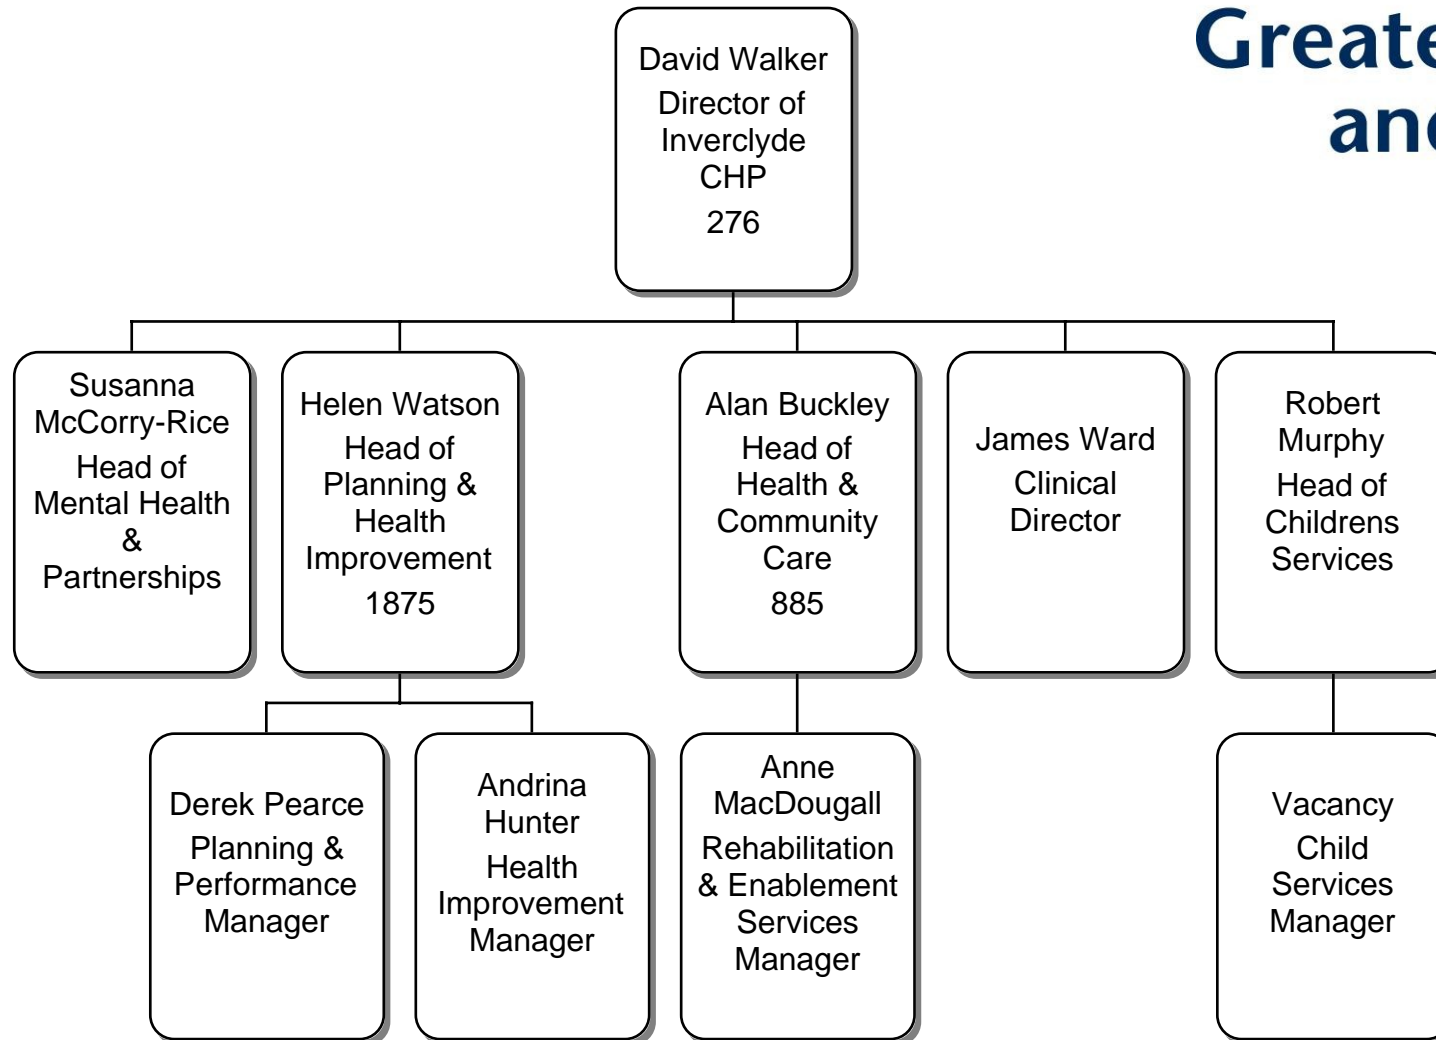 Greate
and
David Walker
Director of
Inverclyde
CHP
276
Susanna
McCorry-Rice
Head of
Mental Health
&
Partnerships
Helen Watson
Head of
Planning &
Health
Improvement
1875
Alan Buckley
Head of
Health &
Community
Care
885
James Ward
Clinical
Director
Robert
Murphy
Head of
Childrens
Services
Derek Pearce
Planning &
Performance
Manager
Andrina
Hunter
Health
Improvement
Manager
Anne
MacDougall
Rehabilitation
& Enablement
Services
Manager
Vacancy
Child
Services
Manager